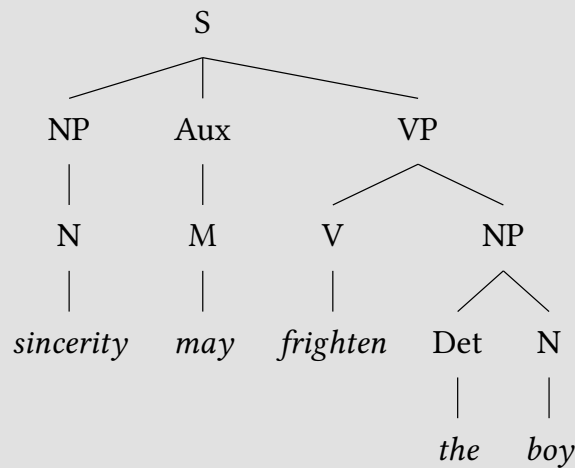 S
NP Aux VP
N M V NP
sincerity may frighten Det N
the boy